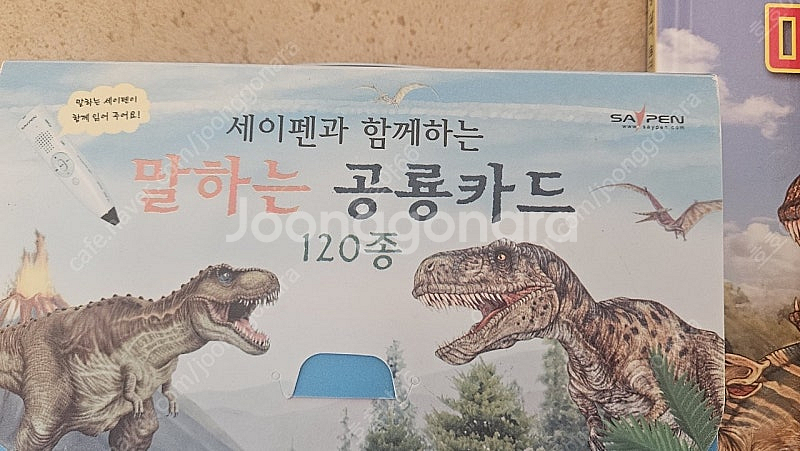 말하는 세이펜이
함께 읽어 주어요!
세이펜과 함께하는
말하는 공룡카드
120종
SAYPEN
www.saypen.com
Joonggonara